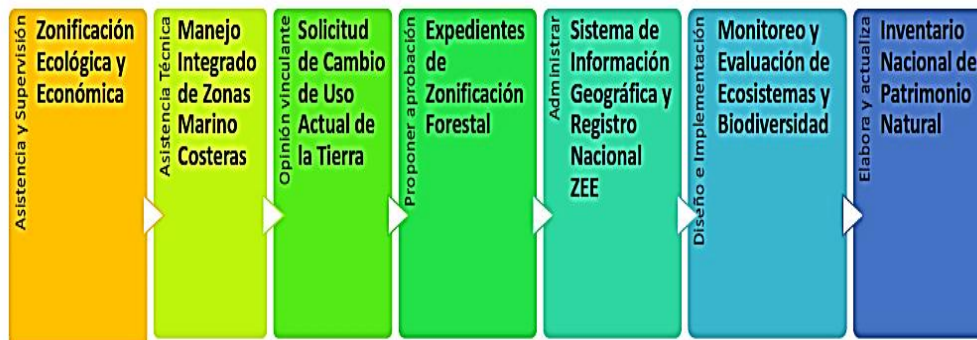 Asistencia y Supervisión
Zonificación
Ecológica y
Económica
Asistencia Técnica
Manejo
Integrado
de Zonas
Marino
Costeras
Opinión vinculante
Solicitud
de Cambio
de Uso
Actual de
la Tierra
Proponer aprobación
Expedientes
de
Zonificación
Forestal
Administrar
Sistema de
Información
Geográfica y
Registro
Nacional
ZEE
Diseño e Implementación
Monitoreo y
Evaluación de
Ecosistemas y
Biodiversidad
Elabora y actualiza
Inventario
Nacional de
Patrimonio
Natural